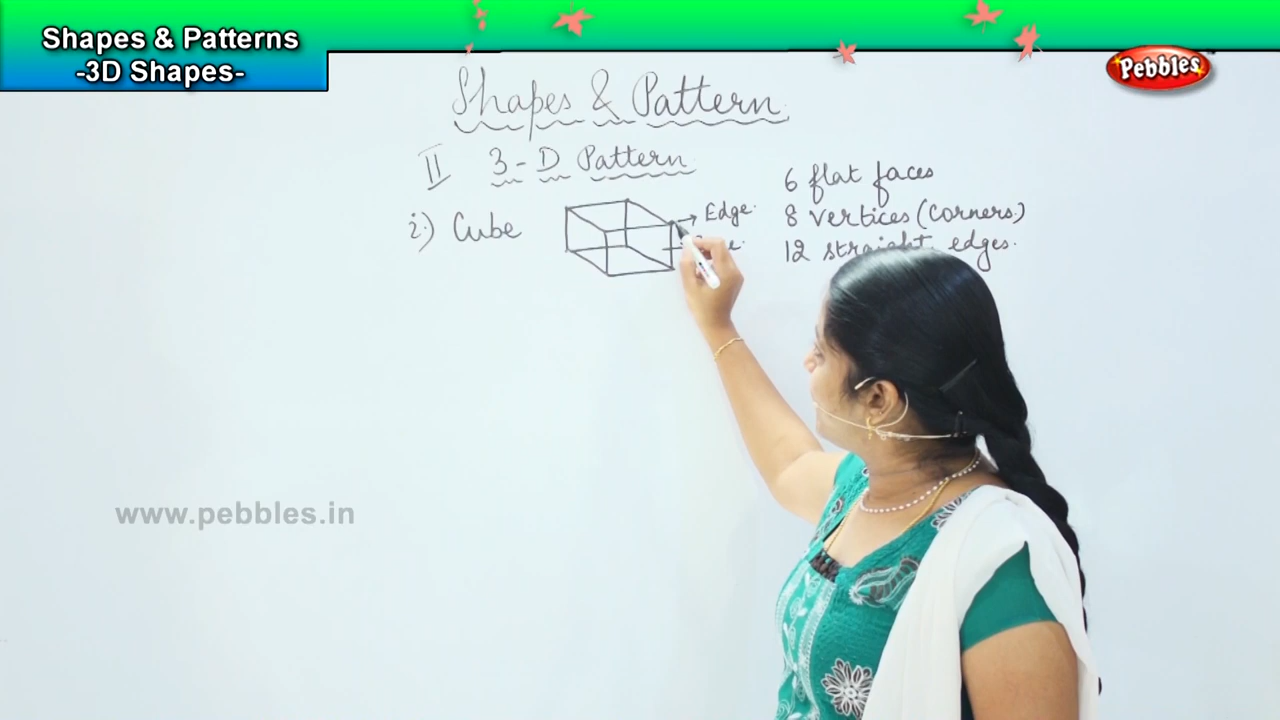 Shapes & Patterns
-3D Shapes-
Pebbles
Shapes & Pattern
II 3-D Pattern
i) Cube
Edge.
6 flat faces
8 vertices (corners.)
12 straight edges.
www.pebbles.in